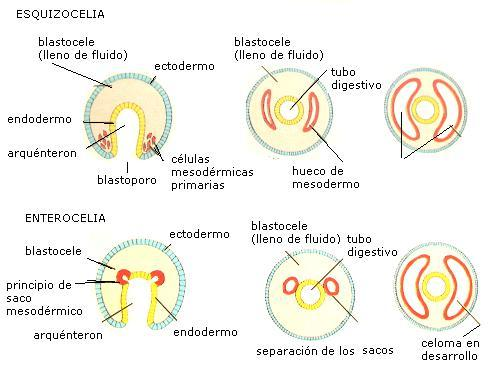 ESQUIZOCELIA
blastocele
(lleno de fluido)
ectodermo
endodermo
arquénteron
blastoporo
células
mesodérmicas
primarias
blastocele
(lleno de fluido)
tubo
digestivo
hueco de
mesodermo
ENTEROCELIA
ectodermo
blastocele
principio de
saco
mesodérmico
arquénteron
endodermo
blastocele
(lleno de fluido)
tubo
digestivo
separación de los sacos
celoma en
desarrollo